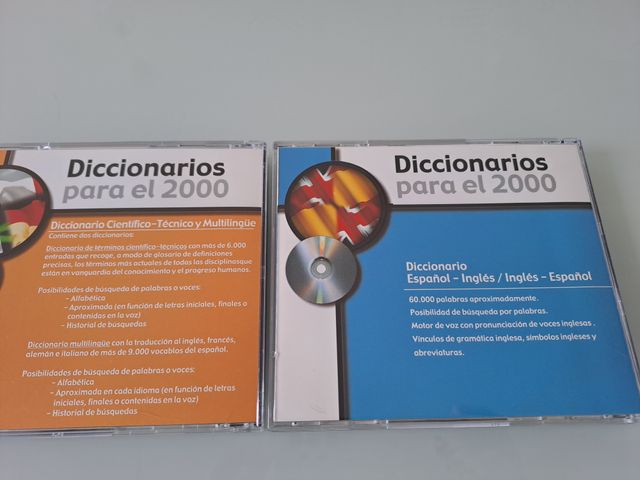 Diccionarios
para el 2000
Diccionario Científico-Técnico y Multilingüe
Contiene dos diccionarios:
Diccionario de términos científico-técnicos con más de 6.000
entradas que recoge, a modo de glosario de definiciones
precisas, los términos más actuales de todas las disciplinasque
están en vanguardia del conocimiento y el progreso humanos.
Posibilidades de búsqueda de palabras o voces:
- Alfabética
- Aproximada (en función de letras iniciales, finales o
contenidas en la voz)
- Historial de búsquedas
Diccionario multilingüe con la traducción al inglés, francés,
alemán e italiano de más de 9.000 vocablos del español.
Posibilidades de búsqueda de palabras o voces:
- Alfabética
- Aproximada en cada idioma (en función de letras
iniciales, finales o contenidas en la voz)
- Historial de búsquedas
Diccionarios
para el 2000
Diccionario
Español - Inglés / Inglés - Español
60.000 palabras aproximadamente.
Posibilidad de búsqueda por palabras.
Motor de voz con pronunciación de voces inglesas .
Vínculos de gramática inglesa, símbolos ingleses y
abreviaturas.